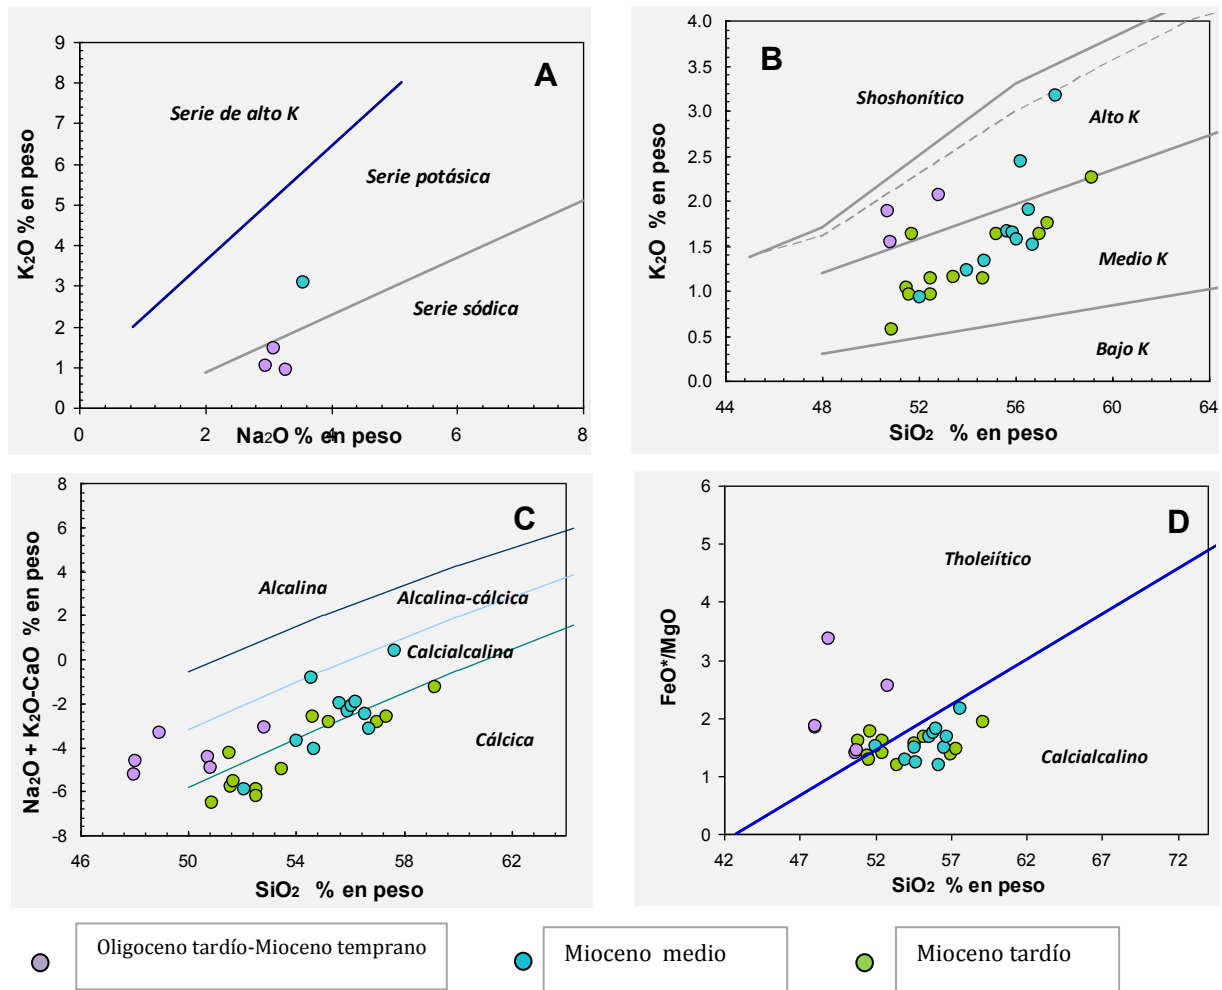 A
9
8
7
6
5
4
3
2
1
0
K2O % en peso
Serie de alto K
Serie potásica
Serie sódica
0 2 4 6 8
Na2O % en peso
B
4.0
3.5
3.0
2.5
2.0
1.5
1.0
0.5
0.0
K2O % en peso
Shoshonítico
Alto K
Medio K
Bajo K
44 48 52 56 60 64
SiO2 % en peso
C
8
6
4
2
0
-2
-4
-6
-8
Na2O + K2O-CaO % en peso
Alcalina
Alcalina-cálcica
Calcialcalina
Cálcica
46 50 54 58 62
SiO2 % en peso
D
6
5
4
3
2
1
0
FeO*/MgO
Tholeiítico
Calcialcalino
42 47 52 57 62 67 72
SiO2 % en peso
Oligoceno tardío-Mioceno temprano
Mioceno medio
Mioceno tardío